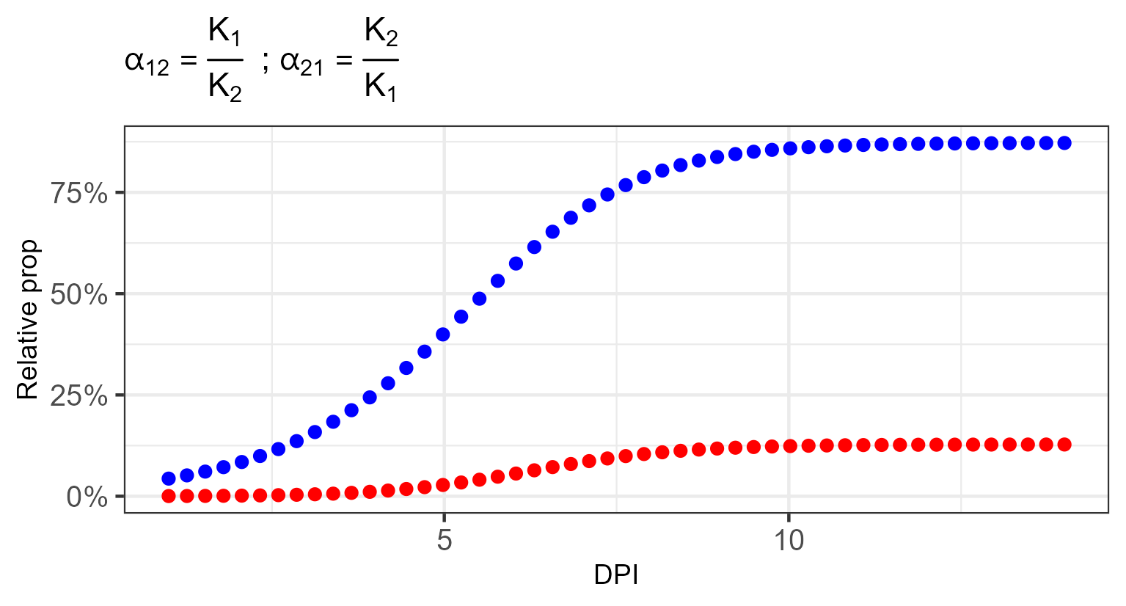 α12 = K1/K2 ; α21 = K2/K1
75%
50%
25%
0%
Relative prop
5 10
DPI